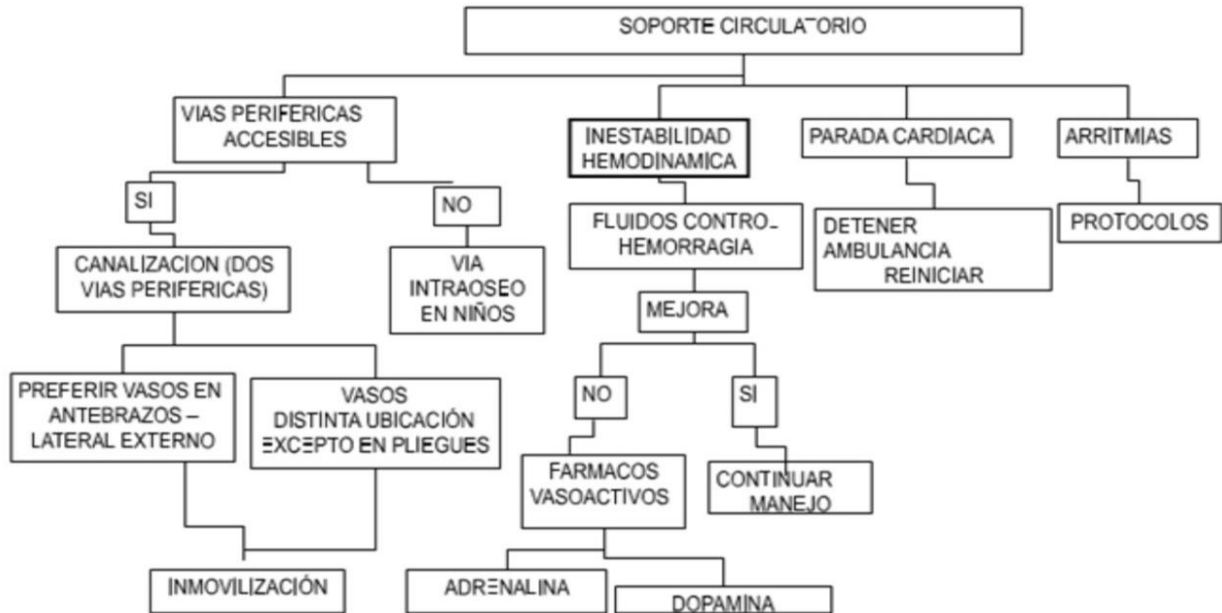 SOPORTE CIRCULATORIO
VIAS PERIFERICAS
ACCESIBLES
INESTABILIDAD
HEMODINAMICA
PARADA CARDIACA
ARRITMIAS
SI
NO
FLUIDOS CONTRO-
HEMORRAGIA
DETENER
AMBULANCIA
REINICIAR
PROTOCOLOS
CANALIZACION (DOS
VIAS PERIFERICAS)
VIA
INTRAOSEO
EN NIÑOS
MEJORA
PREFERIR VASOS EN
ANTEBRAZOS –
LATERAL EXTERNO
VASOS
DISTINTA UBICACIÓN
EXCEPTO EN PLIEGUES
NO
SI
FARMACOS
VASOACTIVOS
CONTINUAR
MANEJO
INMOVILIZACIÓN
ADRENALINA
DOPAMINA